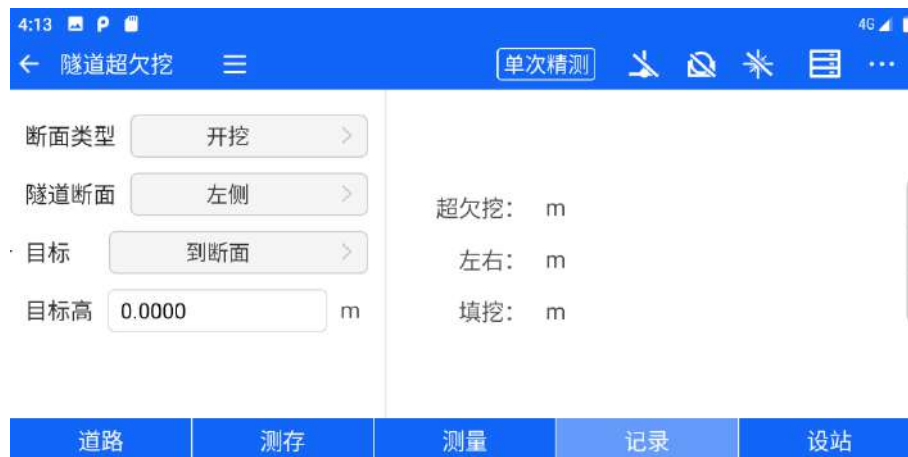 4:13 4G
隧道超欠挖 单次精测
断面类型 开挖
隧道断面 左侧
目标 到断面
目标高 0.0000 m
超欠挖： m
左右： m
填挖： m
道路 测存 测量 记录 设站